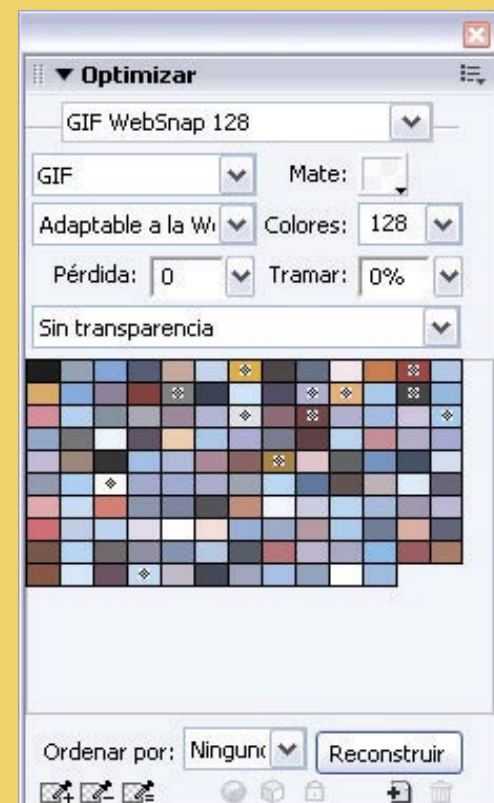 Optimizar
GIF WebSnap 128
GIF Mate:
Adaptable a la W Colores: 128
Pérdida: 0 Tramar: 0%
Sin transparencia
Ordenar por: Ningun Reconstruir